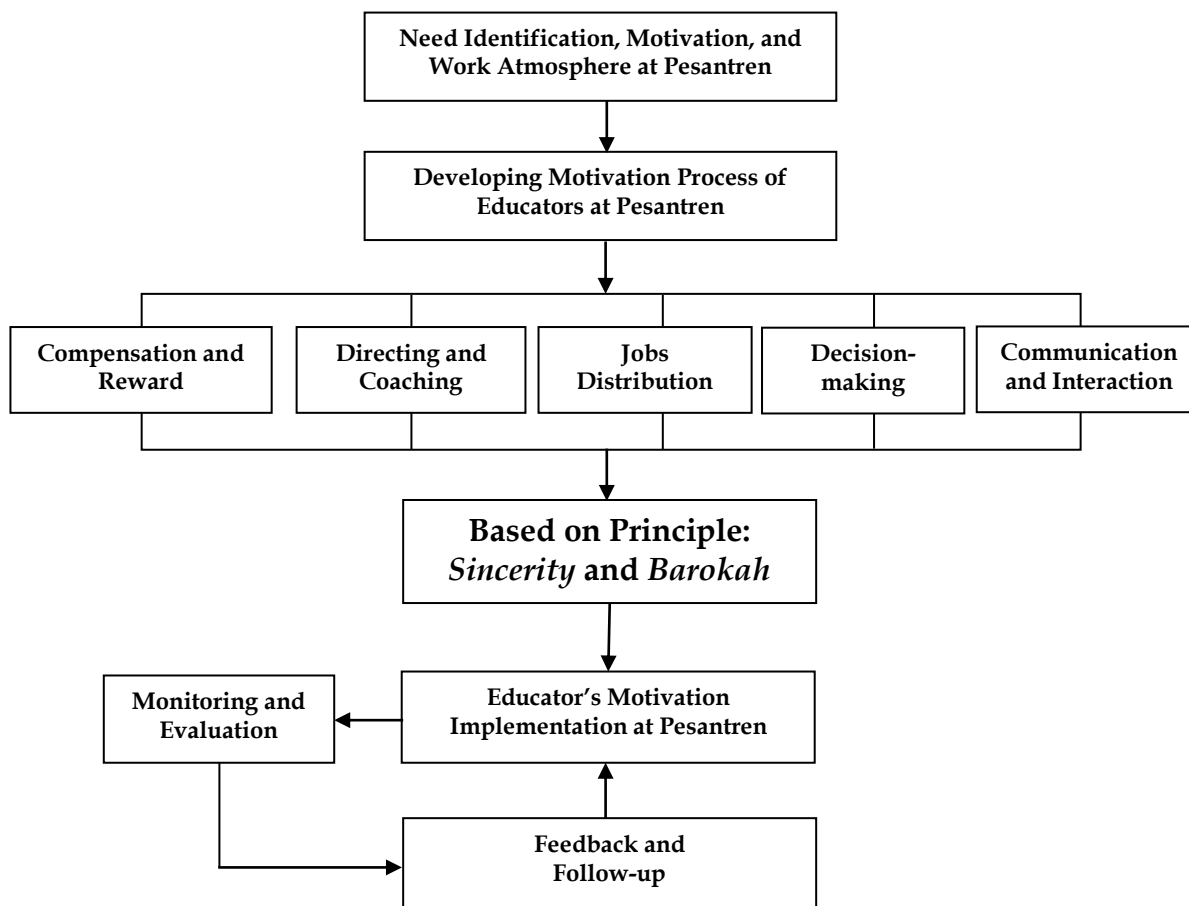 Need Identification, Motivation, and
Work Atmosphere at Pesantren
Developing Motivation Process of
Educators at Pesantren
Compensation and
Reward
Directing and
Coaching
Jobs
Distribution
Decision-
making
Communication
and Interaction
Based on Principle:
Sincerity and Barokah
Monitoring and
Evaluation
Educator’s Motivation
Implementation at Pesantren
Feedback and
Follow-up